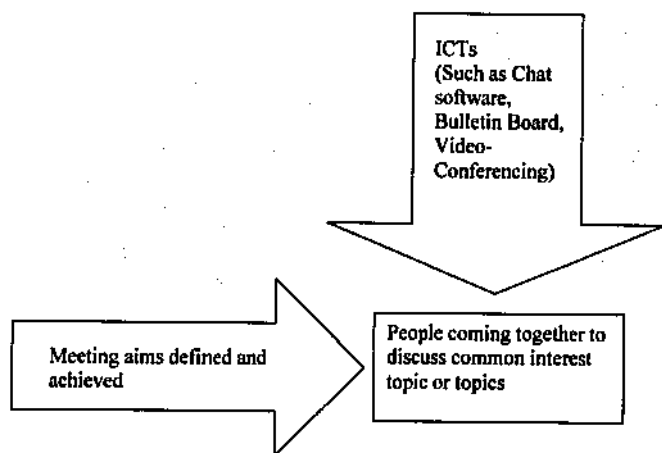 ICTs
(Such as Chat
software,
Bulletin Board,
Video-
Conferencing)
Meeting aims defined and
achieved
People coming together to
discuss common interest
topic or topics